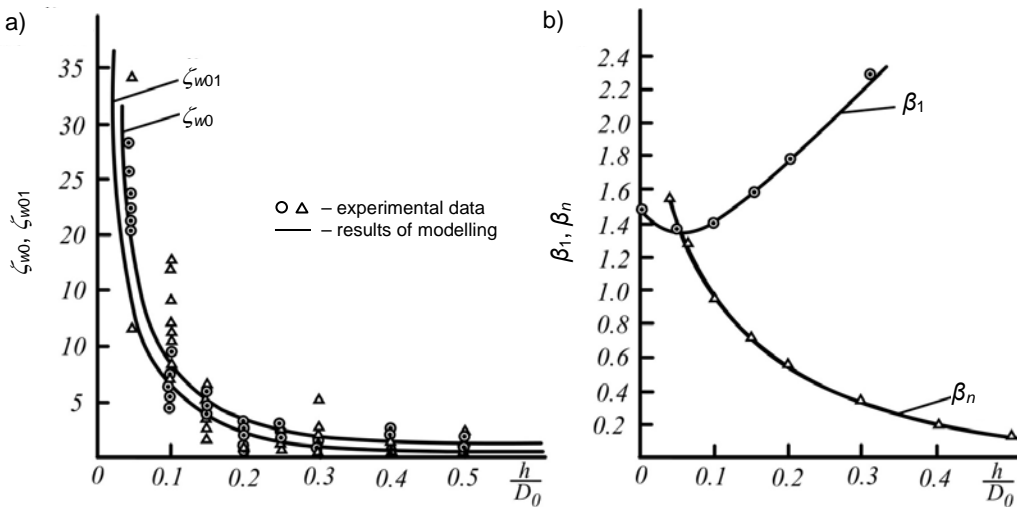 a)
35
30
25
20
10
10
5
ζw0, ζw01
ζw01
ζw0
– experimental data
– results of modelling
0 0.1 0.2 0.3 0.4 0.5 h/D0
b)
2.4
2.2
2.0
1.8
1.6
1.4
1.2
1.0
0.8
0.6
0.4
0.2
β1, βn
β1
βn
0 0.1 0.2 0.3 0.4 h/D0